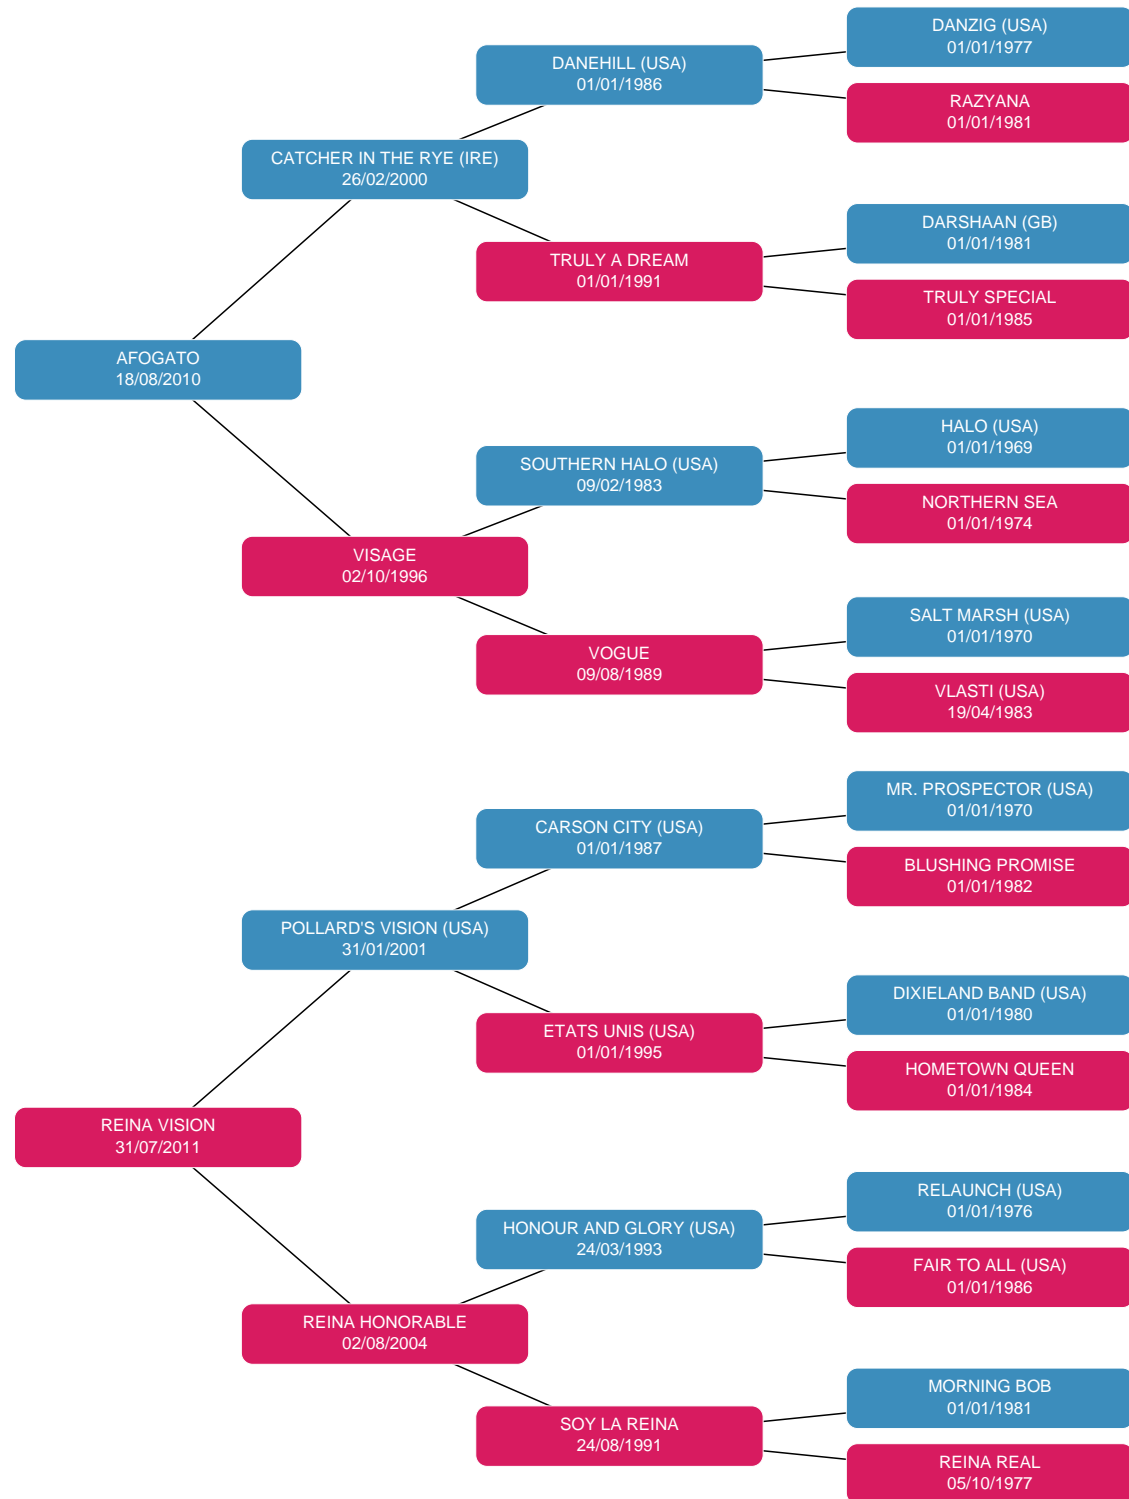 DANZIG (USA)
01/01/1977
DANEHILL (USA)
01/01/1986
RAZYANA
01/01/1981
CATCHER IN THE RYE (IRE)
26/02/2000
DARSHAAN (GB)
01/01/1981
TRULY A DREAM
01/01/1991
TRULY SPECIAL
01/01/1985
AFOGATO
18/08/2010
HALO (USA)
01/01/1969
SOUTHERN HALO (USA)
09/02/1983
NORTHERN SEA
01/01/1974
VISAGE
02/10/1996
SALT MARSH (USA)
01/01/1970
VOGUE
09/08/1989
VLASTI (USA)
19/04/1983
MR. PROSPECTOR (USA)
01/01/1970
CARSON CITY (USA)
01/01/1987
BLUSHING PROMISE
01/01/1982
POLLARD'S VISION (USA)
31/01/2001
DIXIELAND BAND (USA)
01/01/1980
ETATS UNIS (USA)
01/01/1995
HOMETOWN QUEEN
01/01/1984
REINA VISION
31/07/2011
RELAUNCH (USA)
01/01/1976
HONOUR AND GLORY (USA)
24/03/1993
FAIR TO ALL (USA)
01/01/1986
REINA HONORABLE
02/08/2004
MORNING BOB
01/01/1981
SOY LA REINA
24/08/1991
REINA REAL
05/10/1977